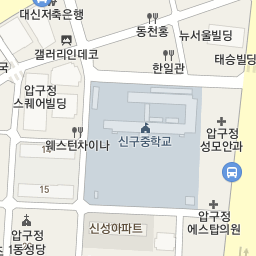 대신저축은행
동천홍
뉴서울빌딩
갤러리인데코
한일관
태승빌딩
국
압구정
스퀘어빌딩
웨스턴차이나
신구중학교
압구정
성모안과
15
15
압구정
1동성당
신성아파트
압구정
에스탑의원